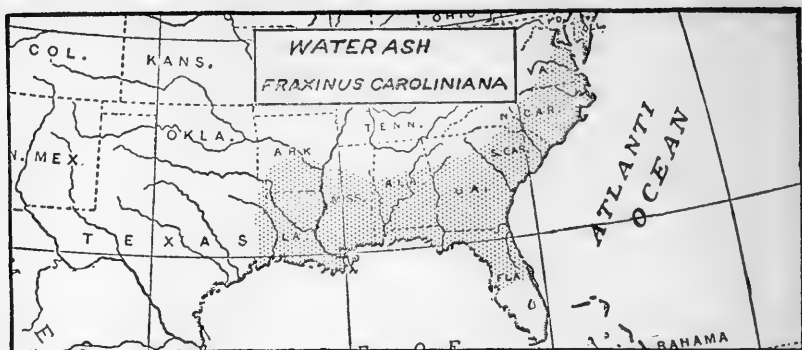 OHIO
WATER ASH
COL.
KANS.
FRAXINUS CAROLINIANA
VA.
TENN.
N. CAR.
OKLA.
ARK
S. CAR.
N. MEX.
MISS.
ALA.
GA.
ATLANTI
OCEAN
TEXAS
LA.
FLA.
E
F O F
BAHAMA